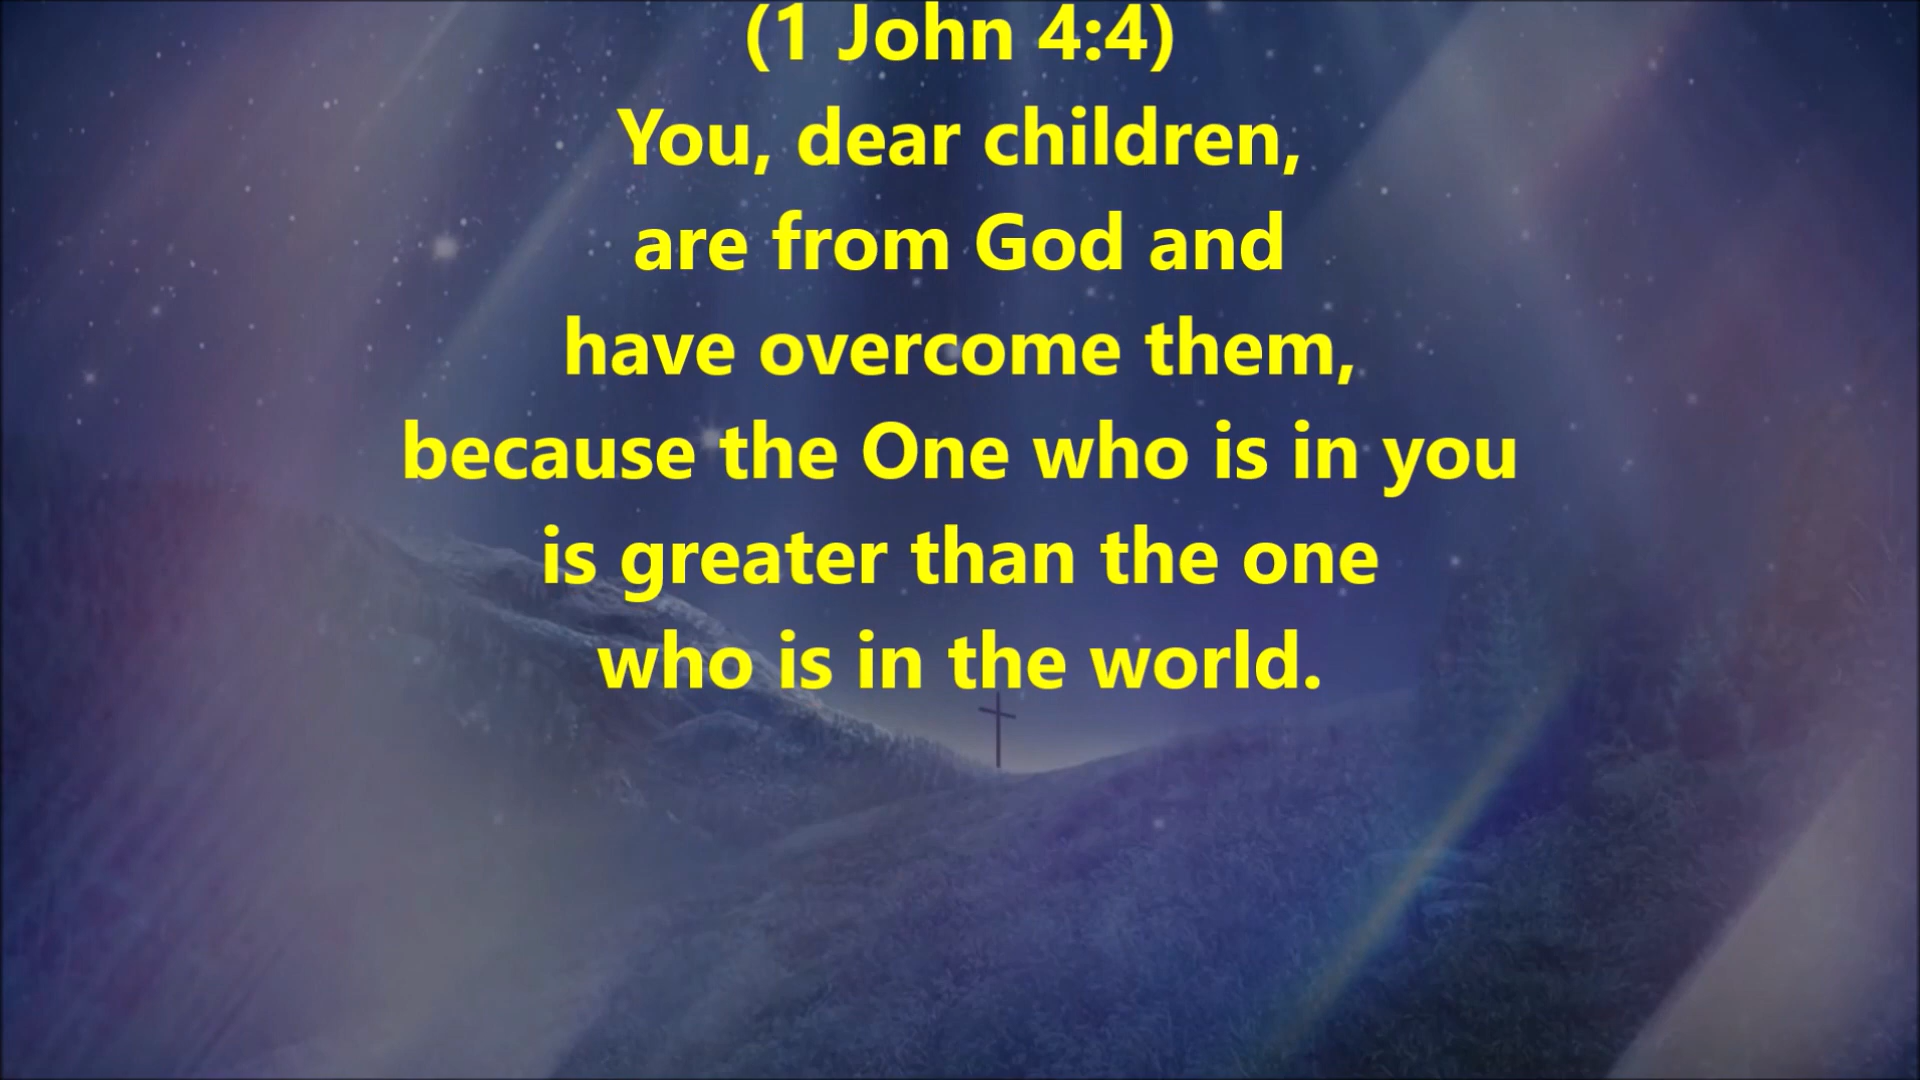 (1 John 4:4)
You, dear children,
are from God and
have overcome them,
because the One who is in you
is greater than the one
who is in the world.